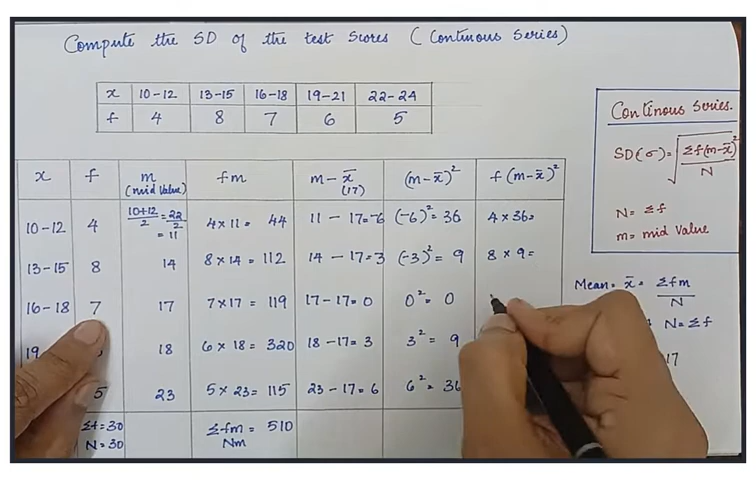 Compute the SD of the test scores ( Continuous Series )
x 10-12 13-15 16-18 19-21 22-24
f 4 8 7 6 5
x f m (mid value) fm m - x̄ (17) (m-x̄)² f(m-x̄)²
10-12 4 10+12/2 = 22/2 = 11 4×11 = 44 11 - 17 = -6 (-6)² = 36 4×36=
13-15 8 14 8×14 = 112 14 - 17 = 3 (-3)² = 9 8×9=
16-18 7 17 7×17 = 119 17-17 = 0 0² = 0
19 18 6×18 = 320 18-17 = 3 3² = 9
5 23 5×23 = 115 23-17 = 6 6² = 36
Σf = 30
N = 30
Σfm = 510
Nm
Continous Series.
SD(σ) = √Σf(m-x̄)²/N
N = Σf
m = mid value
Mean = x̄ = Σfm/N
N = Σf
17